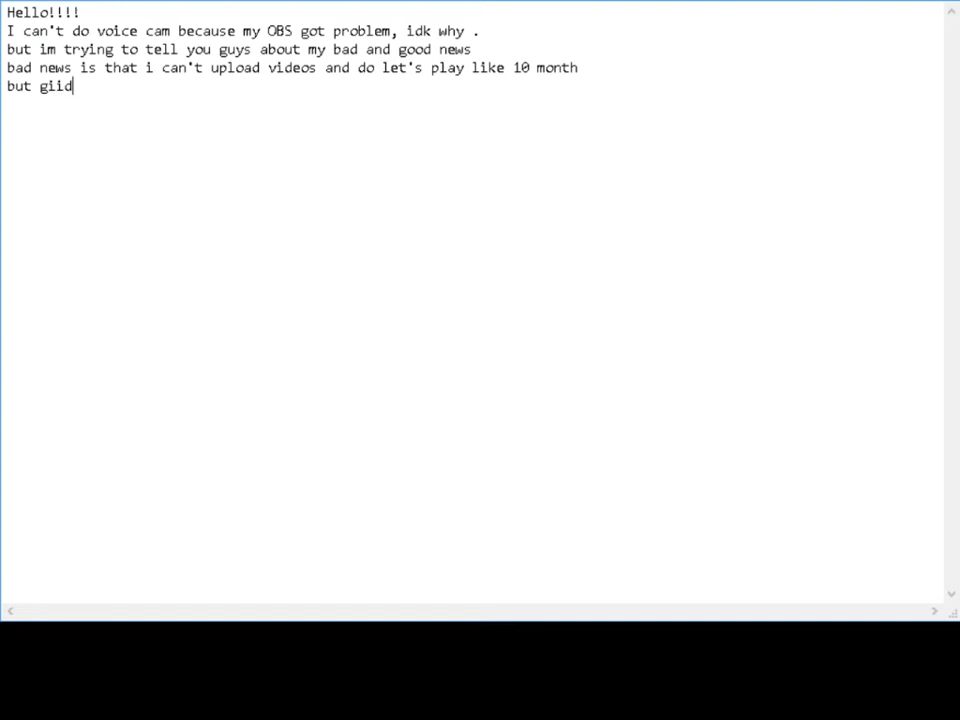 Hello!!!!
I can't do voice cam because my OBS got problem, idk why .
but im trying to tell you guys about my bad and good news
bad news is that i can't upload videos and do let's play like 10 month
but giid